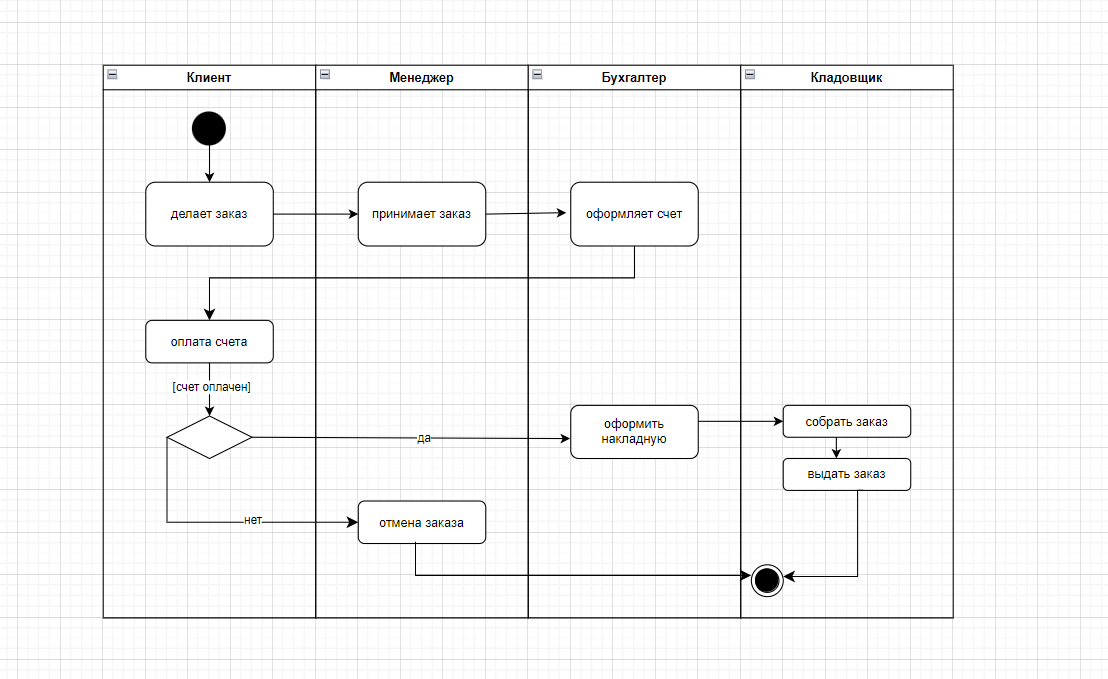 Клиент
Менеджер
Бухгалтер
Кладовщик
делает заказ
принимает заказ
оформляет счет
оплата счета
[счет оплачен]
да
оформить
накладную
собрать заказ
выдать заказ
нет
отмена заказа